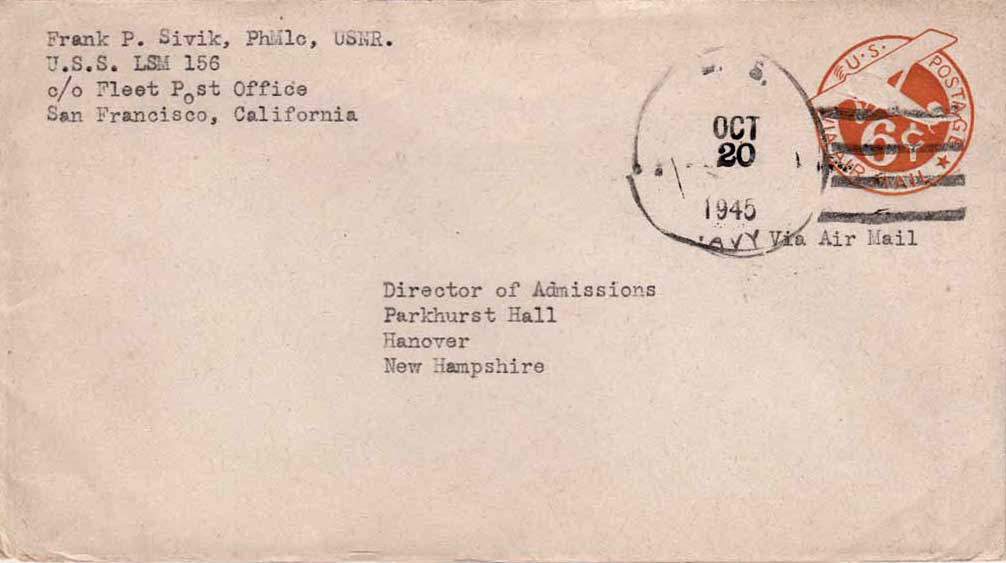 Frank P. Sivik, PhM1c, USNR.
U.S.S. LSM 156
c/o Fleet Post Office
San Francisco, California
U. S.
OCT
20
1945
NAVY
U.S. POSTAGE
6¢
VIA AIR MAIL
Via Air Mail
Director of Admissions
Parkhurst Hall
Hanover
New Hampshire